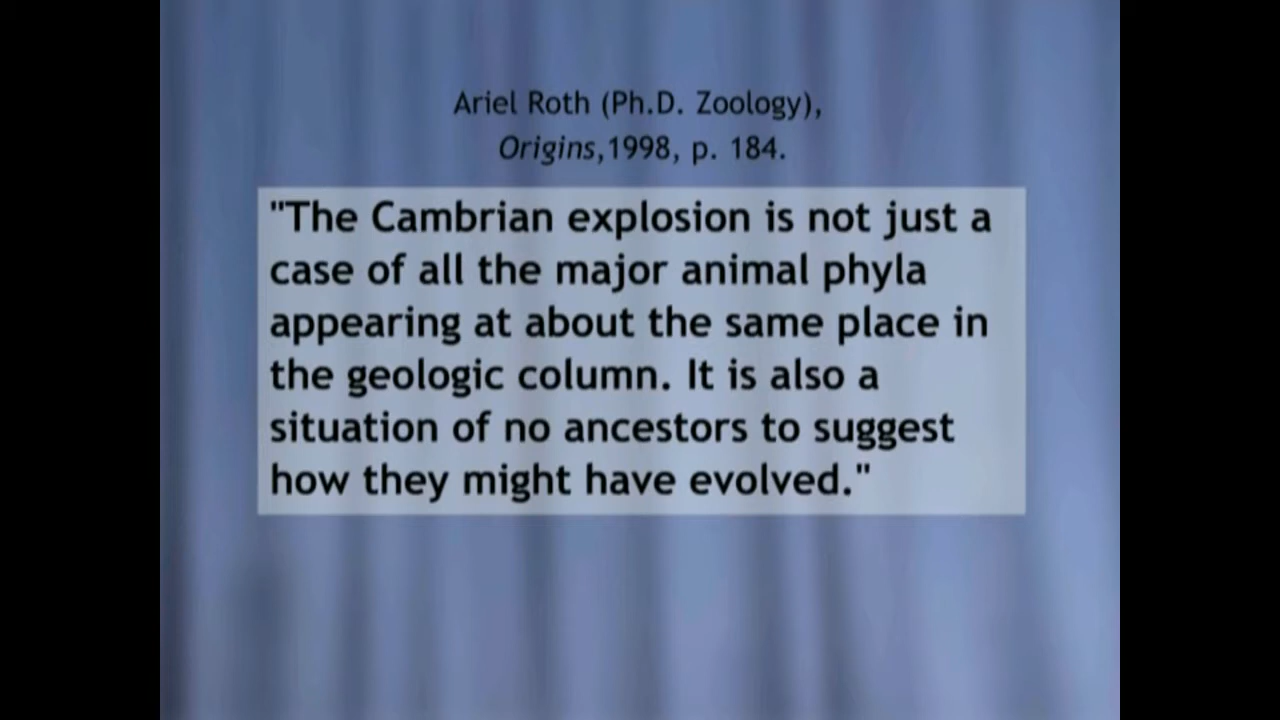 Ariel Roth (Ph.D. Zoology),
Origins,1998, p. 184.
"The Cambrian explosion is not just a
case of all the major animal phyla
appearing at about the same place in
the geologic column. It is also a
situation of no ancestors to suggest
how they might have evolved."